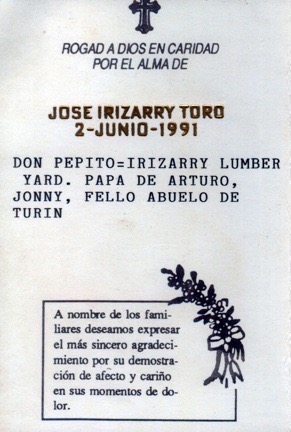 ROGAD A DIOS EN CARIDAD
POR EL ALMA DE
JOSE IRIZARRY TORO
2-JUNIO-1991
DON PEPITO=IRIZARRY LUMBER
YARD. PAPA DE ARTURO,
JONNY, FELLO ABUELO DE
TURIN
A nombre de los fami-
liares deseamos expresar
el más sincero agradeci-
miento por su demostra-
ción de afecto y cariño
en sus momentos de do-
lor.